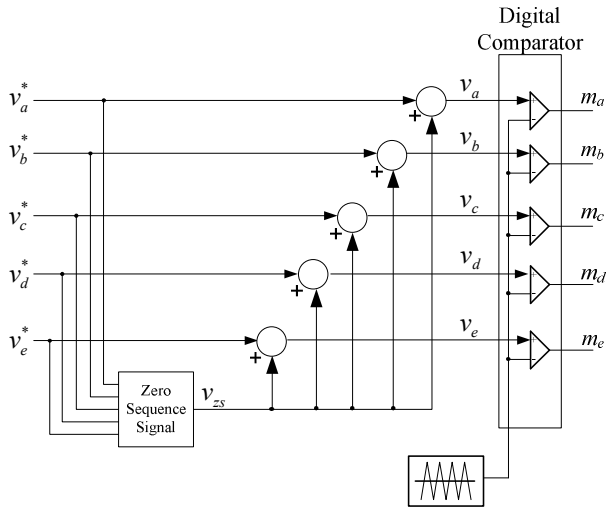 Digital
Comparator
v*a va ma
+
+ -
v*b vb mb
+
+ -
v*c vc mc
+
+ -
v*d vd md
+
+ -
v*e ve me
+
+ -
Zero
Sequence
Signal
vzs